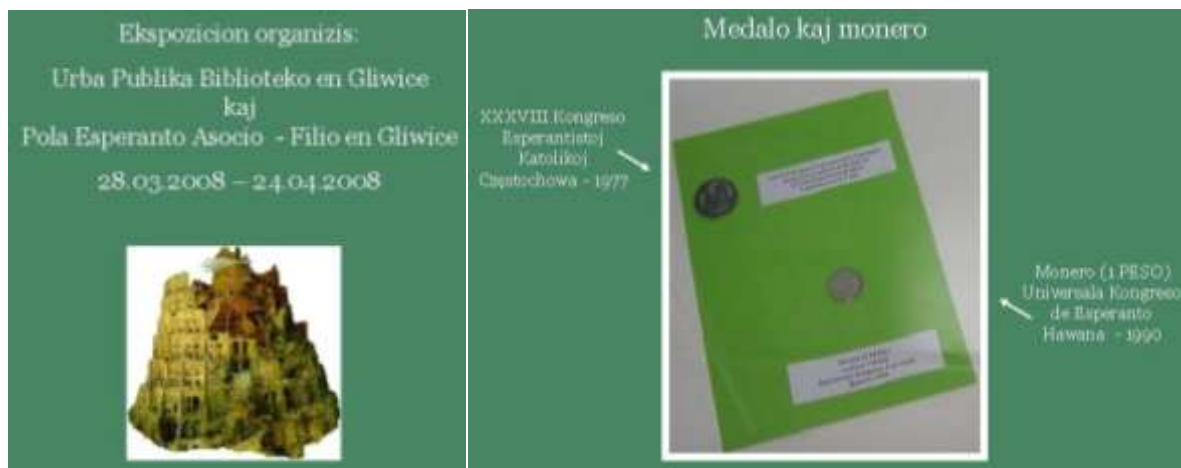 Ekspozicion organizis:
Urba Publika Biblioteko en Gliwice
kaj
Pola Esperanto Asocio - Filio en Gliwice
28.03.2008 – 24.04.2008
Medalo kaj monero
XXXVIII Kongreso
Esperantistoj
Katolikoj
Częstochowa - 1977
Monero (1 PESO)
Universala Kongreso
de Esperanto
Hawana - 1990